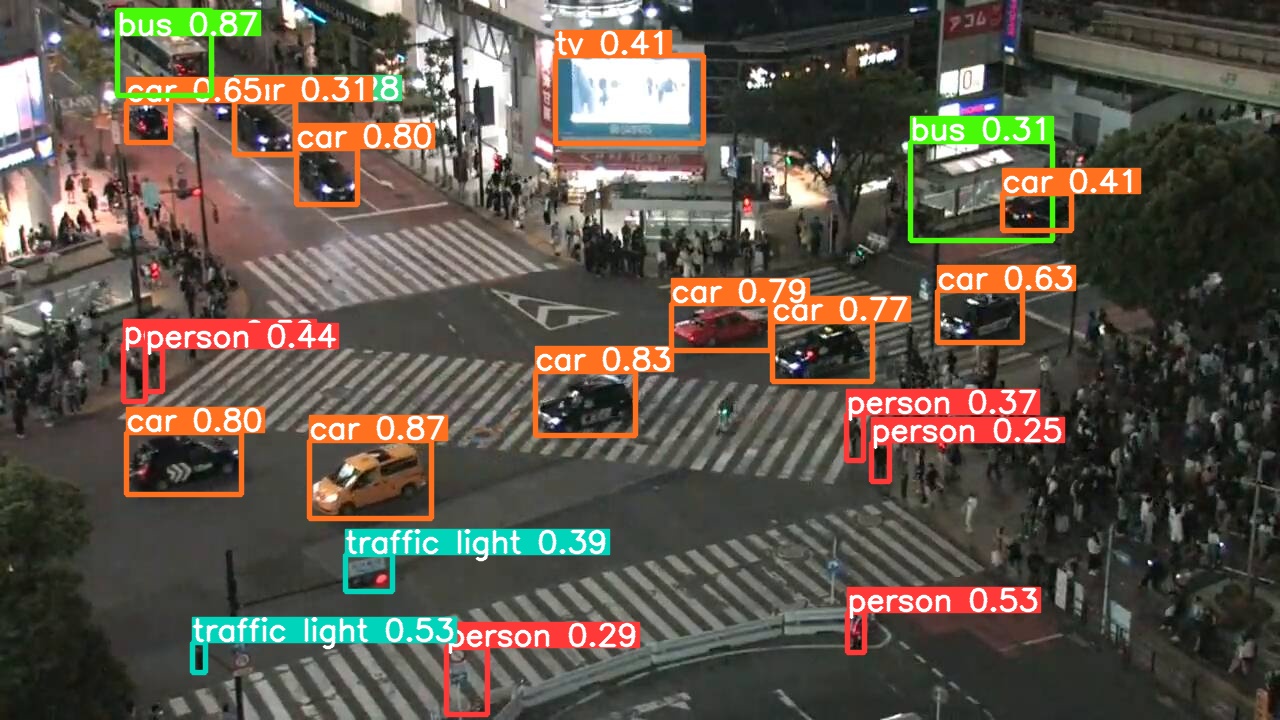 bus 0.87
tv 0.41
car 0.65
ır 0.31
28
アコム
car 0.80
bus 0.31
car 0.41
car 0.63
car 0.79
car 0.77
person 0.44
car 0.83
person 0.37
car 0.80
car 0.87
person 0.25
traffic light 0.39
person 0.53
traffic light 0.53
person 0.29